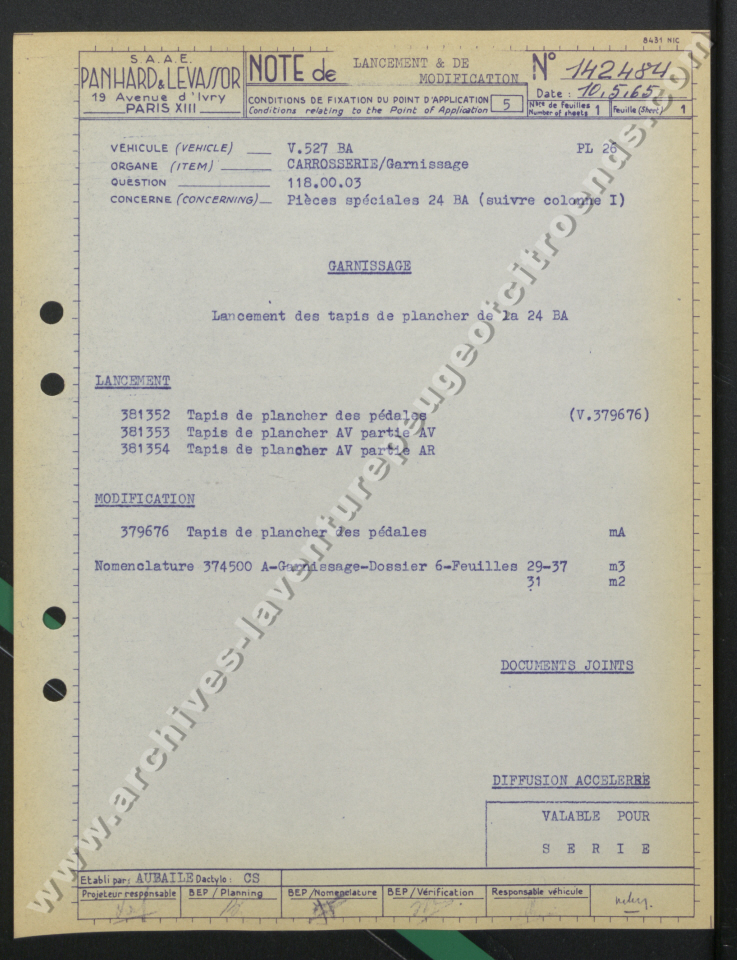 8431 NIC
S.A.A.E.
PANHARD & LEVASSOR
19 Avenue d'Ivry
PARIS XIII
NOTE de LANCEMENT & DE
MODIFICATION
CONDITIONS DE FIXATION DU POINT D'APPLICATION
Conditions relating to the Point of Application
5
N° 142484
Date : 10.5.65
Nbre de feuilles
Number of sheets 1
Feuille (Sheet) 1
VEHICULE (VEHICLE) V.527 BA PL 26
ORGANE (ITEM) CARROSSERIE/Garnissage
QUESTION 118.00.03
CONCERNE (CONCERNING) Pièces spéciales 24 BA (suivre colonne I)
GARNISSAGE
Lancement des tapis de plancher de la 24 BA
LANCEMENT
381352 Tapis de plancher des pédales (V.379676)
381353 Tapis de plancher AV partie AV
381354 Tapis de plancher AV partie AR
MODIFICATION
379676 Tapis de plancher des pédales mA
Nomenclature 374500 A-Garnissage-Dossier 6-Feuilles 29-37 m3
31 m2
DOCUMENTS JOINTS
DIFFUSION ACCELEREE
VALABLE POUR
S E R I E
Etabli par: AUBAILE Dactylo: CS
Projeteur responsable
BEP / Planning
BEP /Nomenclature
BEP / Vérification
Responsable véhicule
www.archives-laventurepeugeotcitroends.com